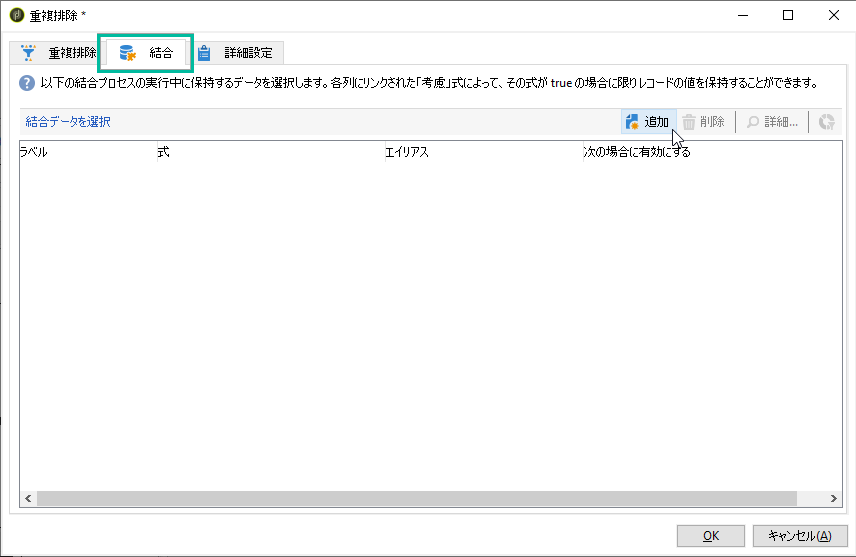 重複排除 *
重複排除 結合 詳細設定
? 以下の結合プロセスの実行中に保持するデータを選択します。各列にリンクされた「考慮」式によって、その式が true の場合に限りレコードの値を保持することができます。
結合データを選択 追加 削除 詳細...
ラベル 式 エイリアス 次の場合に有効にする
OK キャンセル(A)